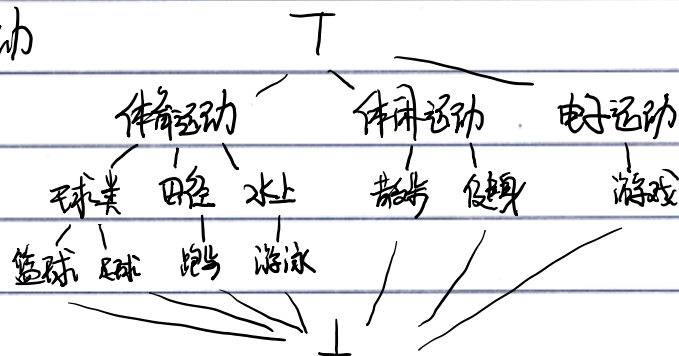 动 T
体育运动 休闲运动 电子运动
球类 田径 水上 散步 健身 游戏
篮球 足球 跑步 游泳
⊥